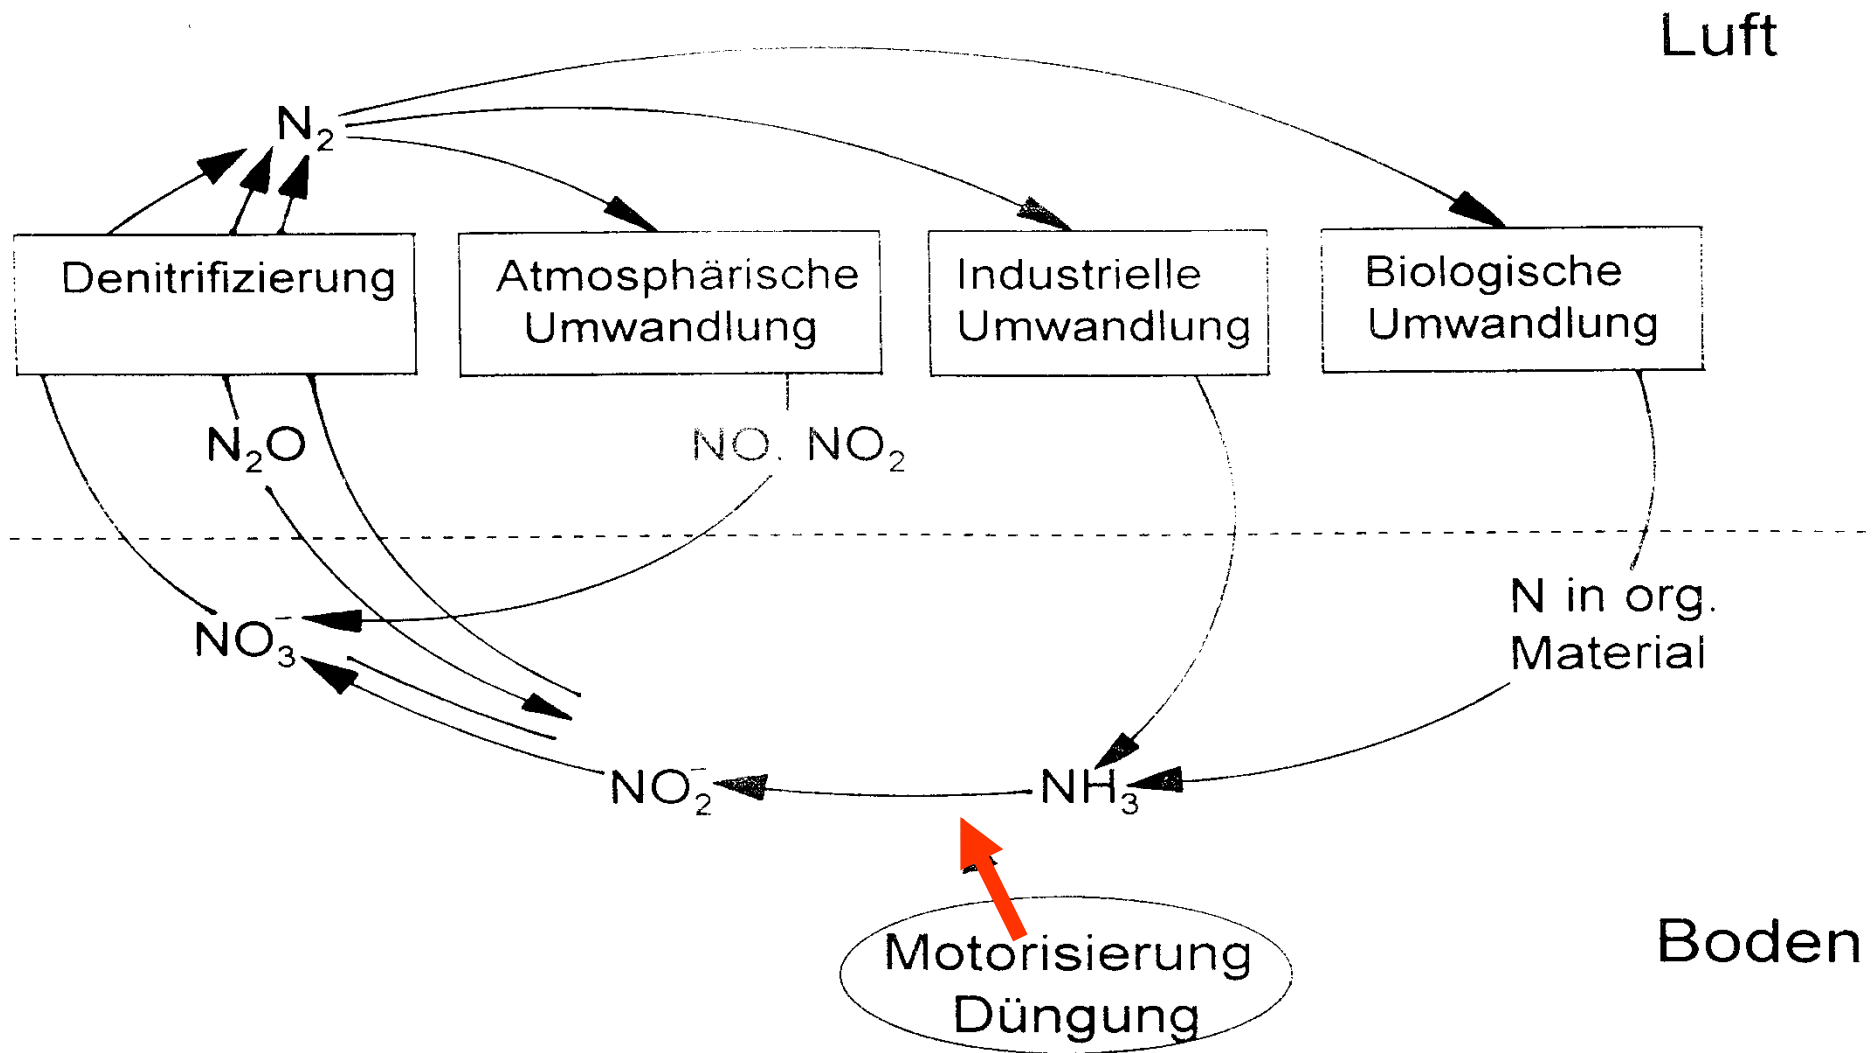 Luft
N₂
Denitrifizierung
Atmosphärische
Umwandlung
Industrielle
Umwandlung
Biologische
Umwandlung
N₂O
NO, NO₂
N in org.
Material
NO₃⁻
NO₂⁻
NH₃
Boden
Motorisierung
Düngung